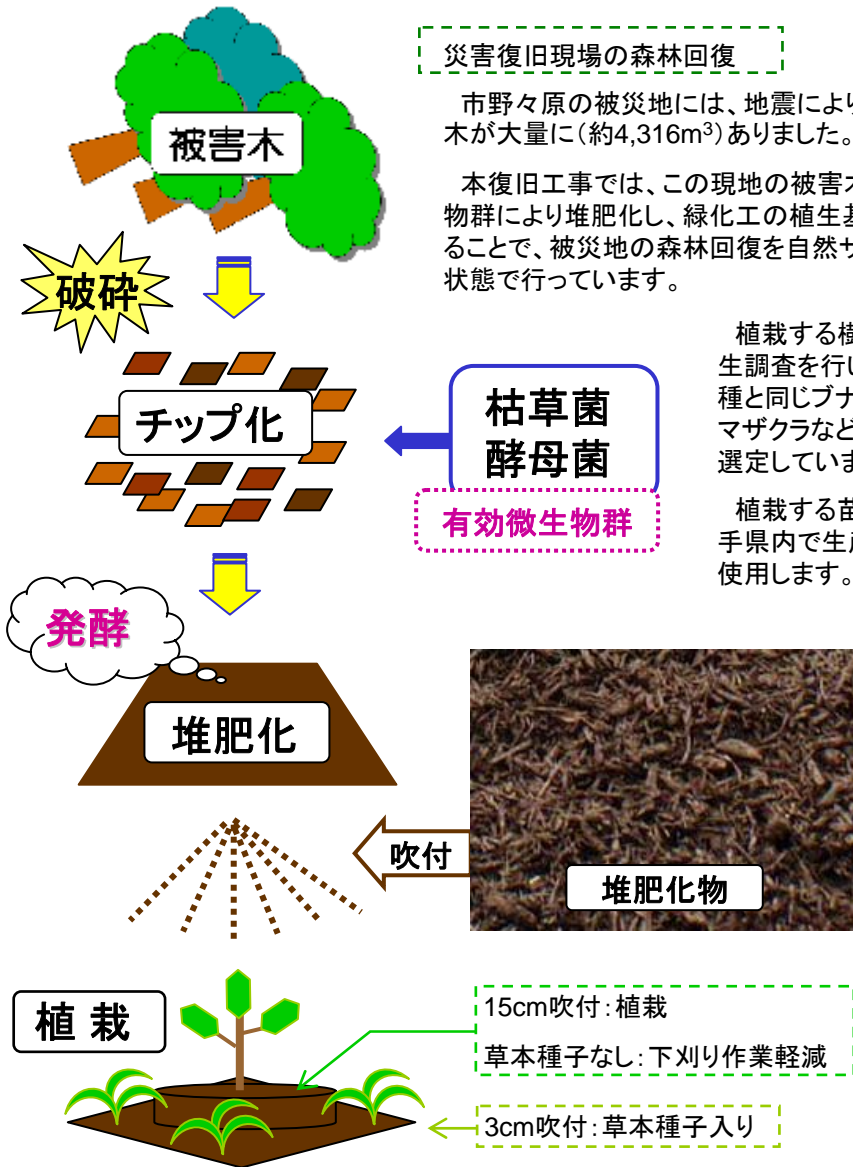 災害復旧現場の森林回復
市野々原の被災地には、地震により
木が大量に（約4,316m³）ありました。
本復旧工事では、この現地の被害木
物群により堆肥化し、緑化工の植生基
ることで、被災地の森林回復を自然サ
状態で行っています。
植栽する樹
生調査を行い
種と同じブナ
マザクラなど
選定していま
植栽する苗
手県内で生産
使用します。
被害木
破砕
チップ化
枯草菌
酵母菌
有効微生物群
発酵
堆肥化
吹付
堆肥化物
植 栽
15cm吹付：植栽
草本種子なし：下刈り作業軽減
3cm吹付：草本種子入り